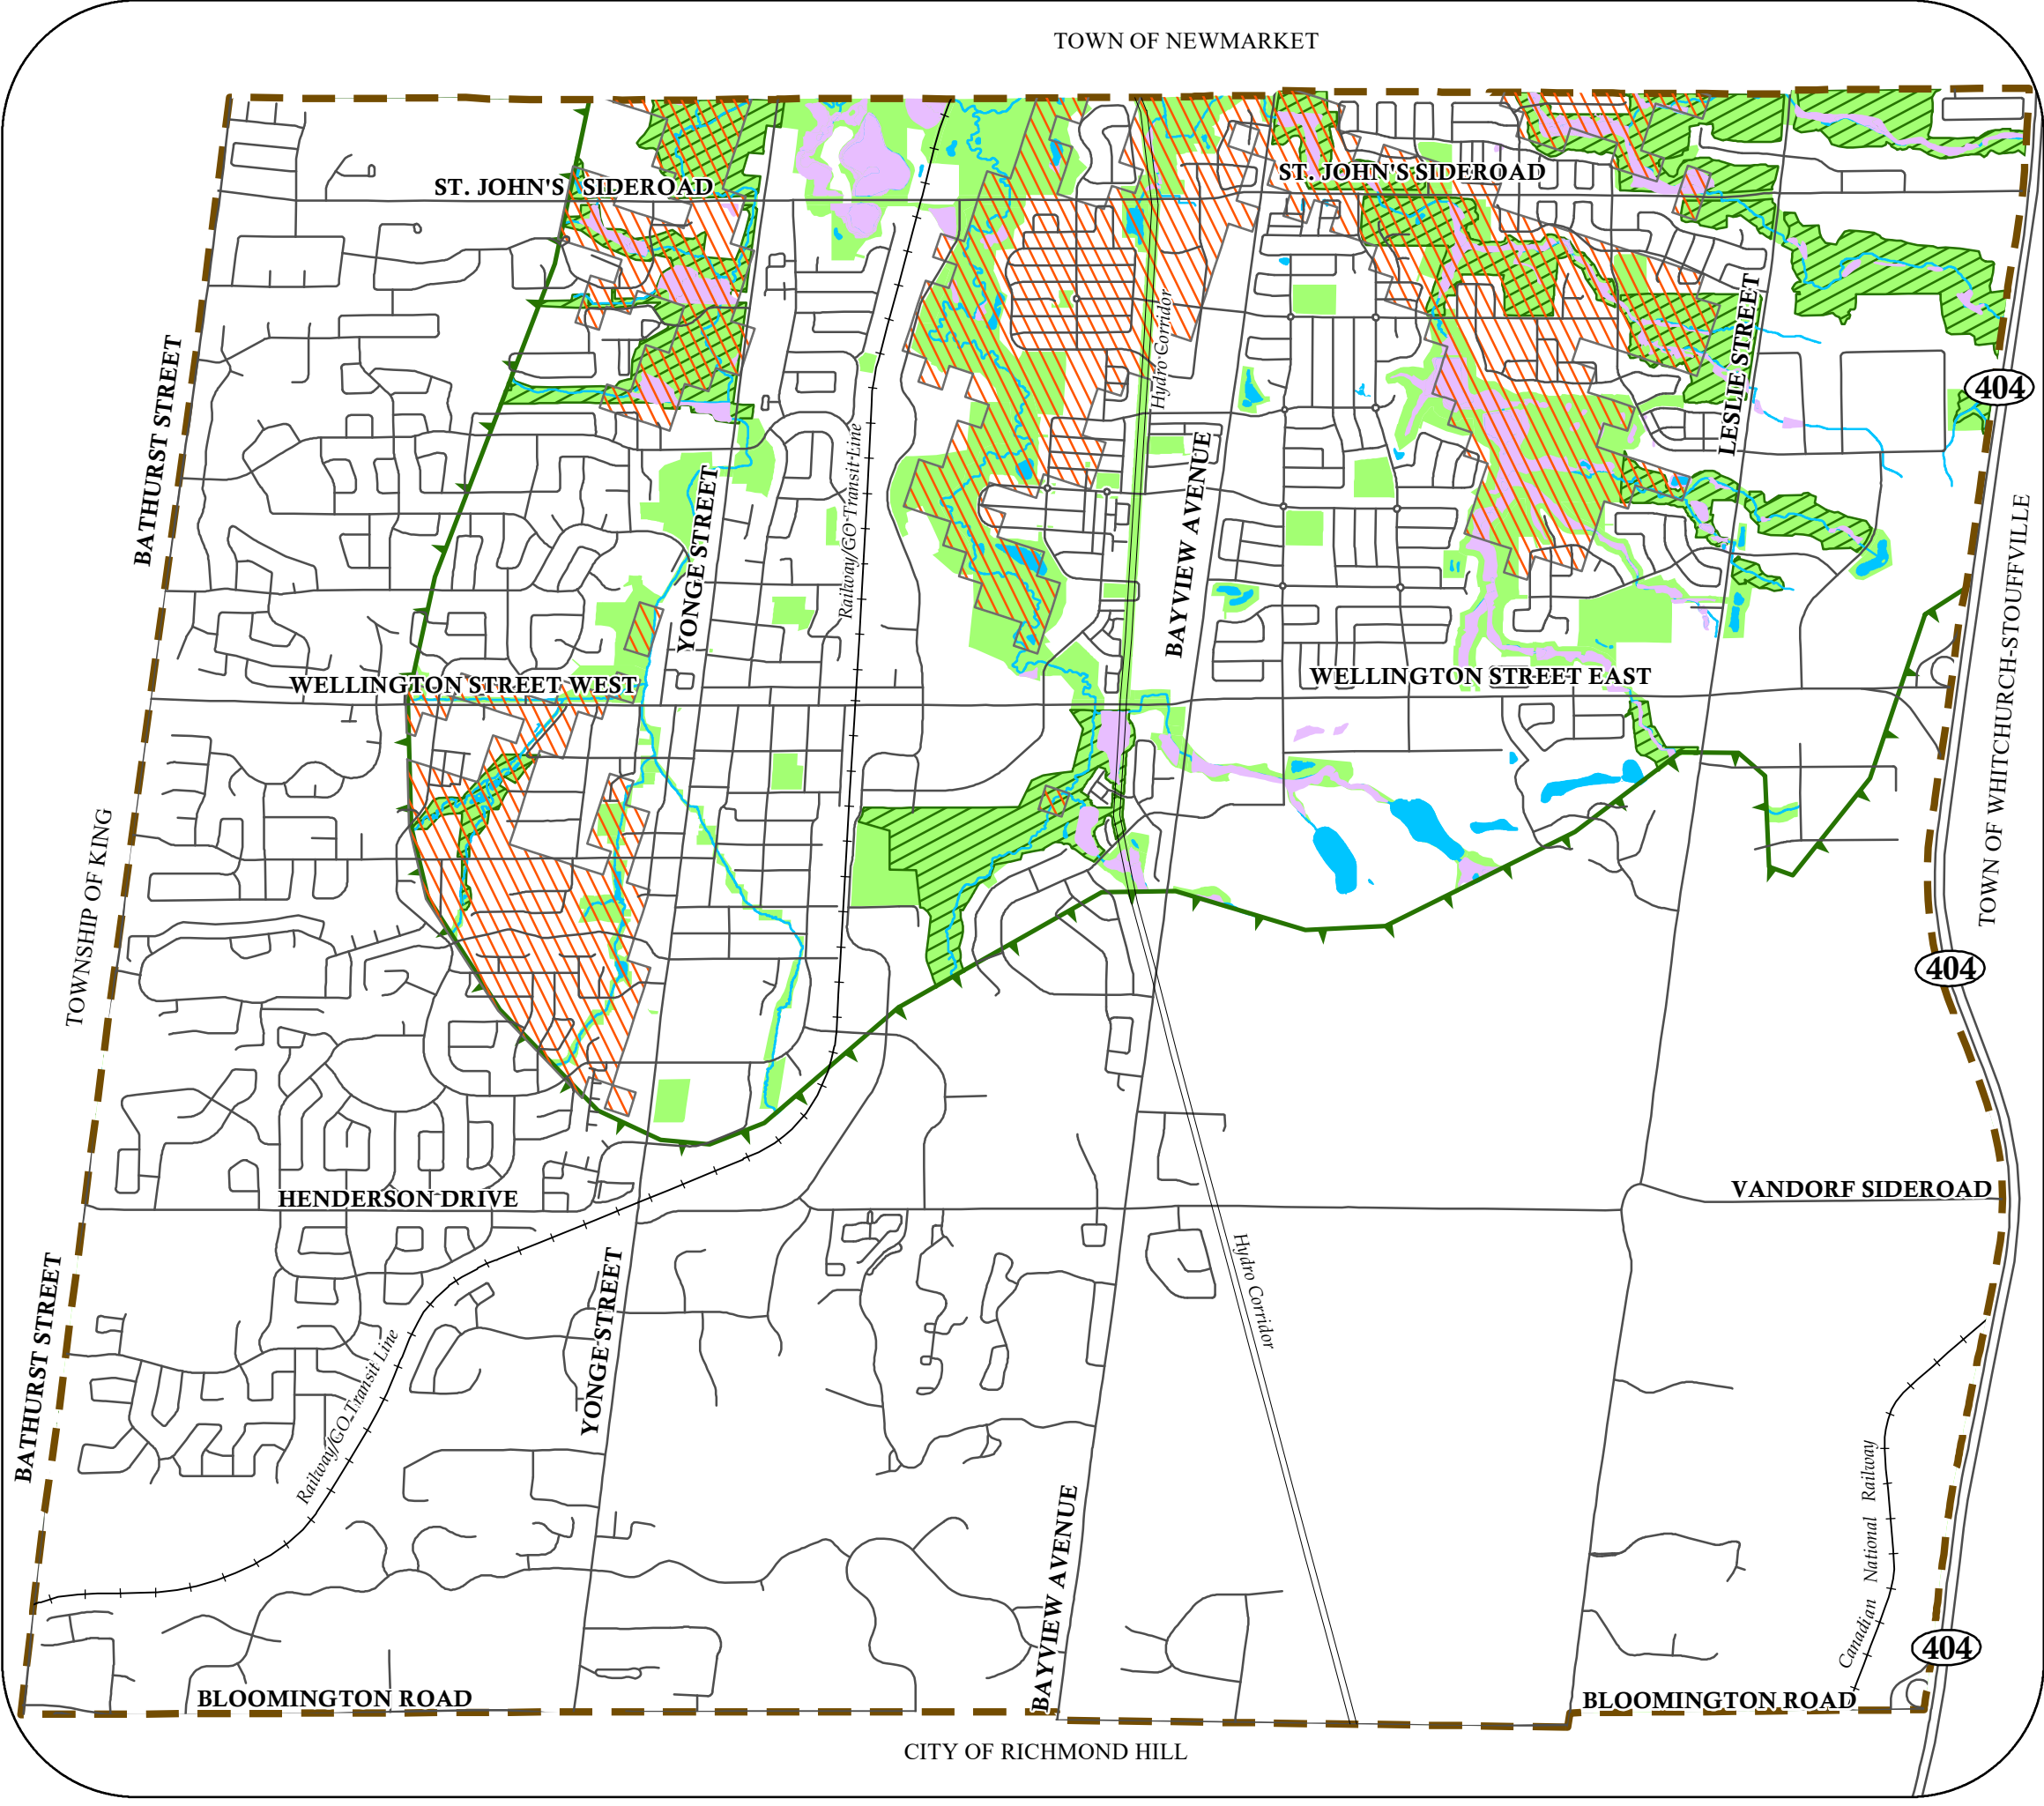 TOWN OF NEWMARKET
ST. JOHN'S SIDEROAD
ST. JOHN'S SIDEROAD
BATHURST STREET
YONGE STREET
Railway/GO Transit Line
Hydro Corridor
BAYVIEW AVENUE
LESLIE STREET
404
TOWN OF WHITCHURCH-STOUFFVILLE
WELLINGTON STREET WEST
WELLINGTON STREET EAST
TOWNSHIP OF KING
404
HENDERSON DRIVE
VANDORF SIDEROAD
BATHURST STREET
YONGE STREET
Railway/GO Transit Line
Hydro Corridor
BAYVIEW AVENUE
Canadian National Railway
404
BLOOMINGTON ROAD
BLOOMINGTON ROAD
CITY OF RICHMOND HILL